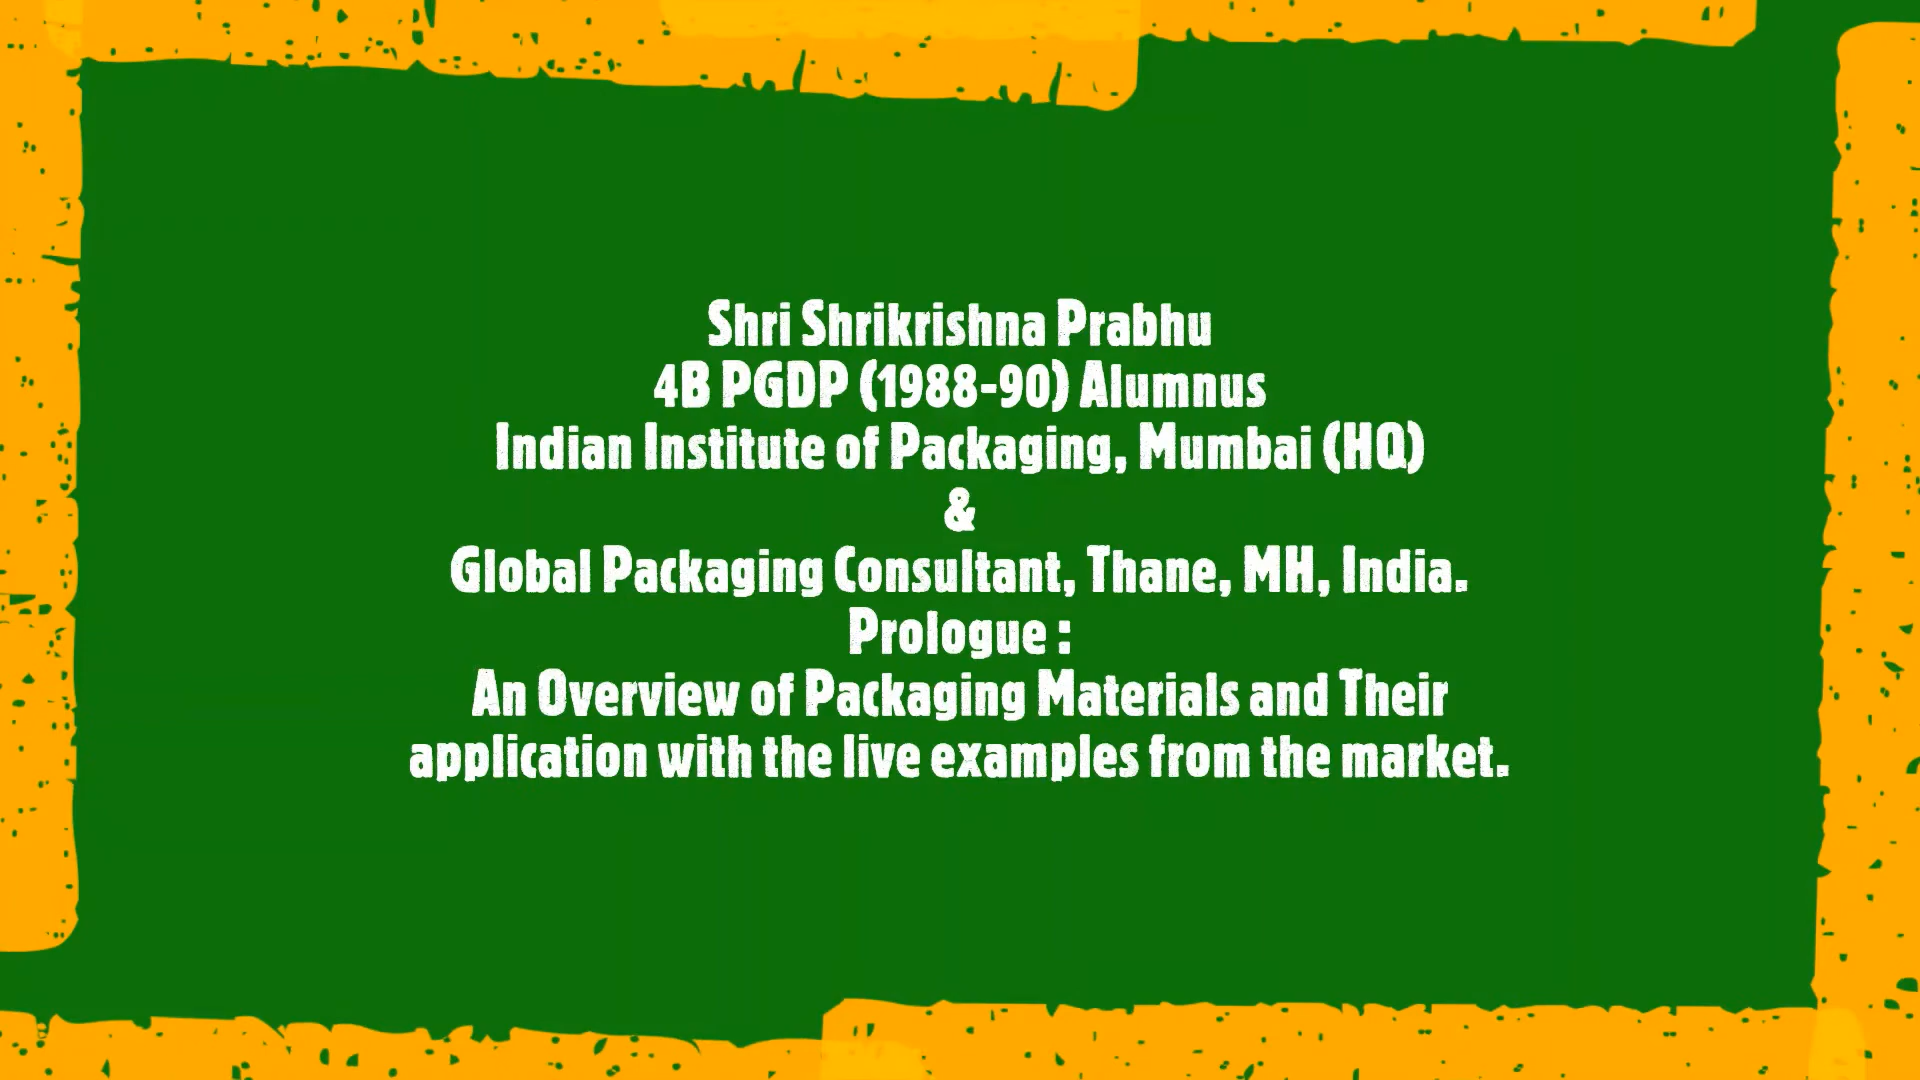 Shri Shrikrishna Prabhu
4B PGDP (1988-90) Alumnus
Indian Institute of Packaging, Mumbai (HQ)
&
Global Packaging Consultant, Thane, MH, India.
Prologue :
An Overview of Packaging Materials and Their
application with the live examples from the market.